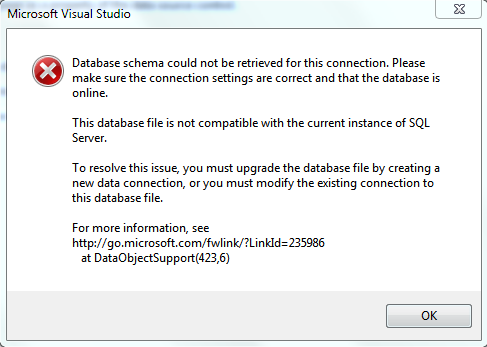 Microsoft Visual Studio
Database schema could not be retrieved for this connection. Please
make sure the connection settings are correct and that the database is
online.
This database file is not compatible with the current instance of SQL
Server.
To resolve this issue, you must upgrade the database file by creating a
new data connection, or you must modify the existing connection to
this database file.
For more information, see
http://go.microsoft.com/fwlink/?LinkId=235986
at DataObjectSupport(423,6)
OK